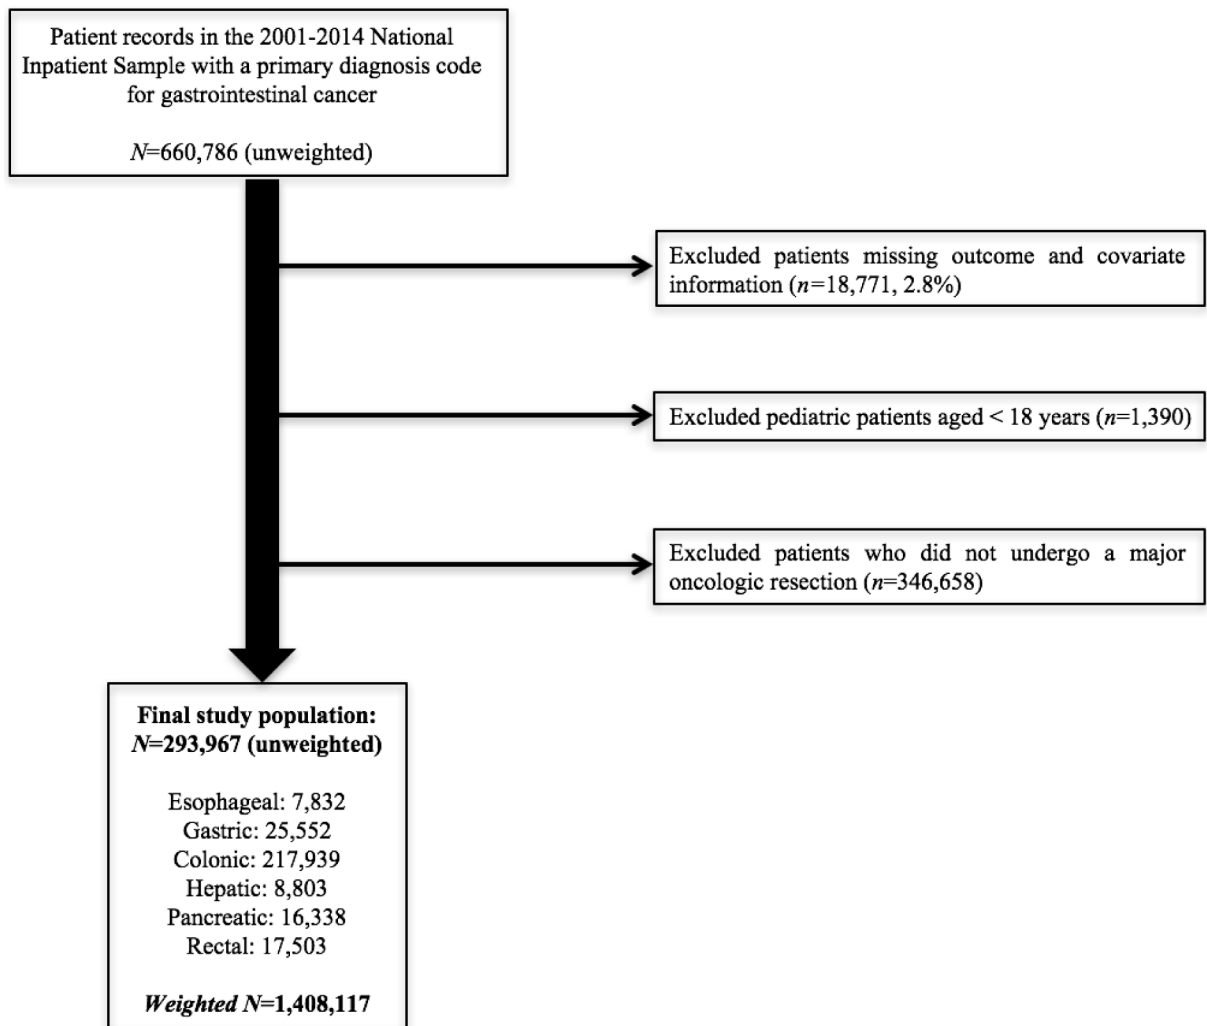 Patient records in the 2001-2014 National
Inpatient Sample with a primary diagnosis code
for gastrointestinal cancer
N=660,786 (unweighted)
Excluded patients missing outcome and covariate
information (n=18,771, 2.8%)
Excluded pediatric patients aged < 18 years (n=1,390)
Excluded patients who did not undergo a major
oncologic resection (n=346,658)
Final study population:
N=293,967 (unweighted)
Esophageal: 7,832
Gastric: 25,552
Colonic: 217,939
Hepatic: 8,803
Pancreatic: 16,338
Rectal: 17,503
Weighted N=1,408,117